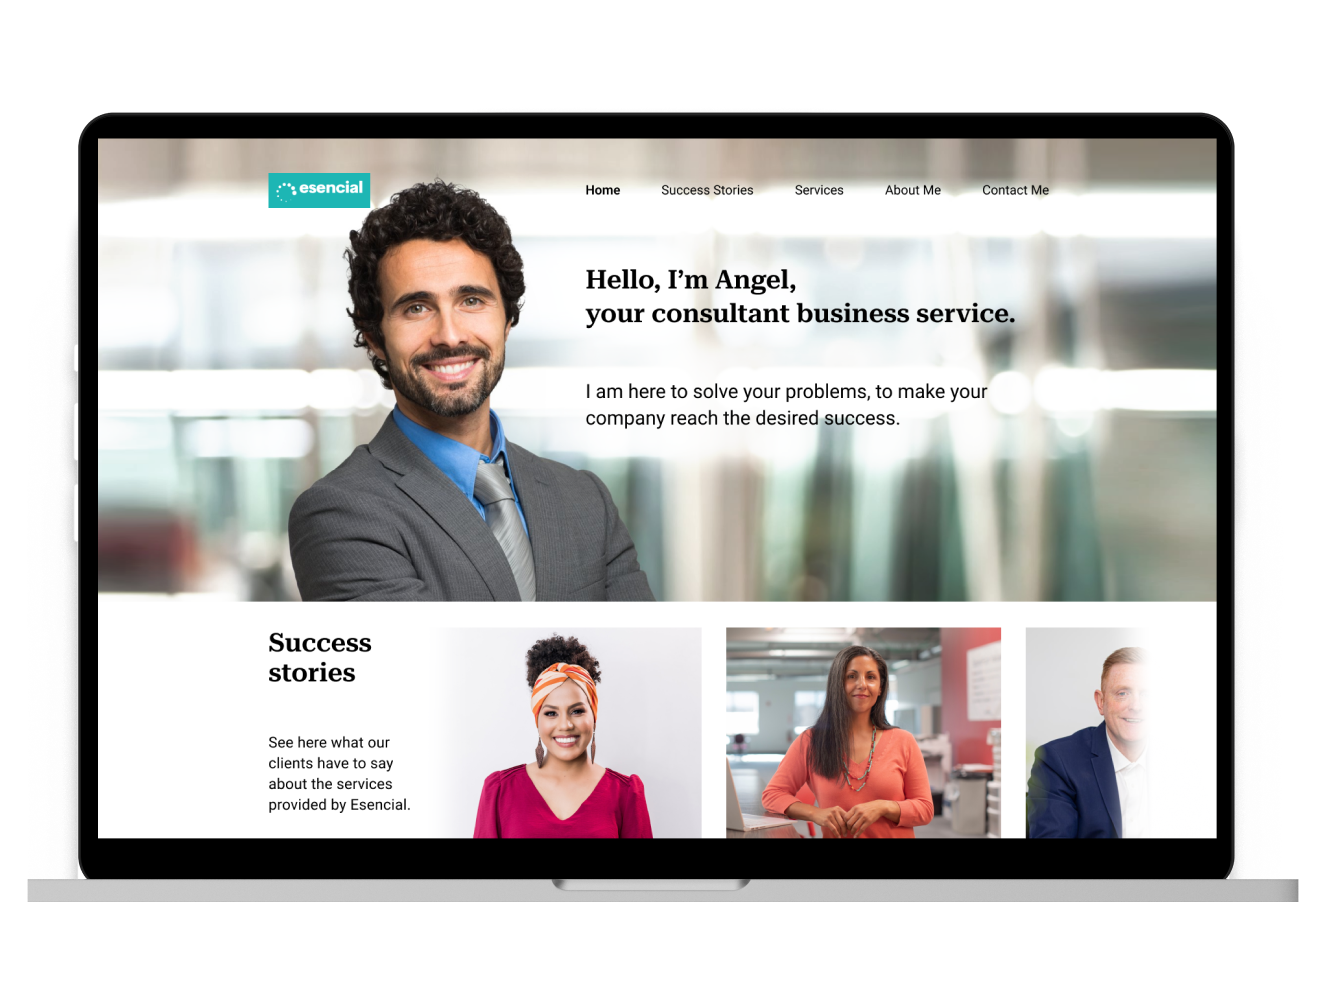 esencial
Home
Success Stories
Services
About Me
Contact Me
Hello, I’m Angel,
your consultant business service.
I am here to solve your problems, to make your
company reach the desired success.
Success
stories
See here what our
clients have to say
about the services
provided by Esencial.